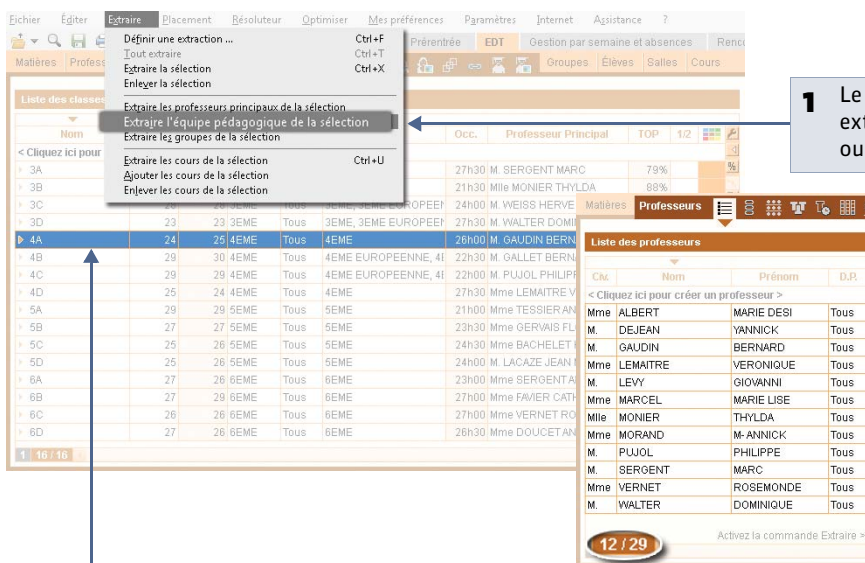 Fichier Éditer Extraire Placement Résoluteur Optimiser Mes préférences Paramètres Internet Assistance ?
Définir une extraction ... Ctrl+F
Tout extraire Ctrl+T
Extraire la sélection Ctrl+X
Enlever la sélection
Extraire les professeurs principaux de la sélection
Extraire l'équipe pédagogique de la sélection
Extraire les groupes de la sélection
Extraire les cours de la sélection Ctrl+U
Ajouter les cours de la sélection
Enlever les cours de la sélection
Prérentrée EDT Gestion par semaine et absences
Matières Groupes Élèves Salles Cours
Liste des classes
Nom Occ. Professeur Principal TOP 1/2
< Cliquez ici pour
3A 27h30 M. SERGENT MARC 79%
3B 21h30 Mlle MONIER THYLDA 88%
3C 24h00 M. WEISS HERVE
3D 23 23 3EME Tous 3EME, 3EME EUROPEEN 27h30 M. WALTER DOMI
4A 24 25 4EME Tous 4EME 26h00 M. GAUDIN BERN
4B 29 30 4EME Tous 4EME EUROPEENNE, 4E 22h30 M. GALLET BERN
4C 29 29 4EME Tous 4EME EUROPEENNE, 4E 22h00 M. PUJOL PHILIPP
4D 25 24 4EME Tous 4EME 27h30 Mme LEMAITRE V
5A 29 29 5EME Tous 5EME 21h00 Mme TESSIER AN
5B 27 27 5EME Tous 5EME 23h30 Mme GERVAIS FL
5C 25 26 5EME Tous 5EME 24h30 Mme BACHELET
5D 25 26 5EME Tous 5EME 24h00 M. LACAZE JEAN
6A 27 26 6EME Tous 6EME 23h00 Mme SERGENT A
6B 27 29 6EME Tous 6EME 27h00 Mme FAVIER CATH
6C 26 26 6EME Tous 6EME 27h00 Mme VERNET RO
6D 27 26 6EME Tous 6EME 26h30 Mme DOUCET AN
1 16 / 16
1 Le
ext
ou
Matières Professeurs
Liste des professeurs
Civ. Nom Prénom D.P.
< Cliquez ici pour créer un professeur >
Mme ALBERT MARIE DESI Tous
M. DEJEAN YANNICK Tous
M. GAUDIN BERNARD Tous
Mme LEMAITRE VERONIQUE Tous
M. LEVY GIOVANNI Tous
Mme MARCEL MARIE LISE Tous
Mlle MONIER THYLDA Tous
Mme MORAND M- ANNICK Tous
M. PUJOL PHILIPPE Tous
M. SERGENT MARC Tous
Mme VERNET ROSEMONDE Tous
M. WALTER DOMINIQUE Tous
Activez la commande Extraire >
12 / 29